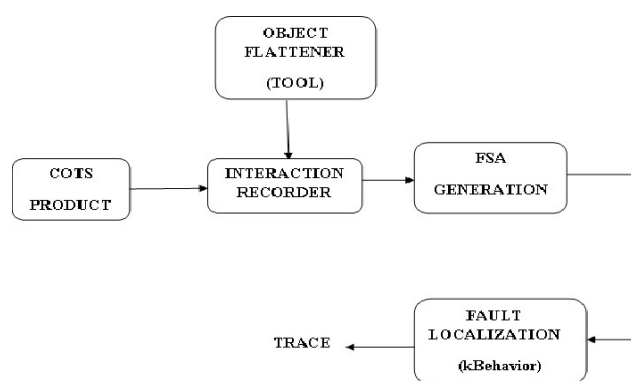 OBJECT
FLATTENER
(TOOL)
COTS
PRODUCT
INTERACTION
RECORDER
FSA
GENERATION
FAULT
LOCALIZATION
(kBehavior)
TRACE